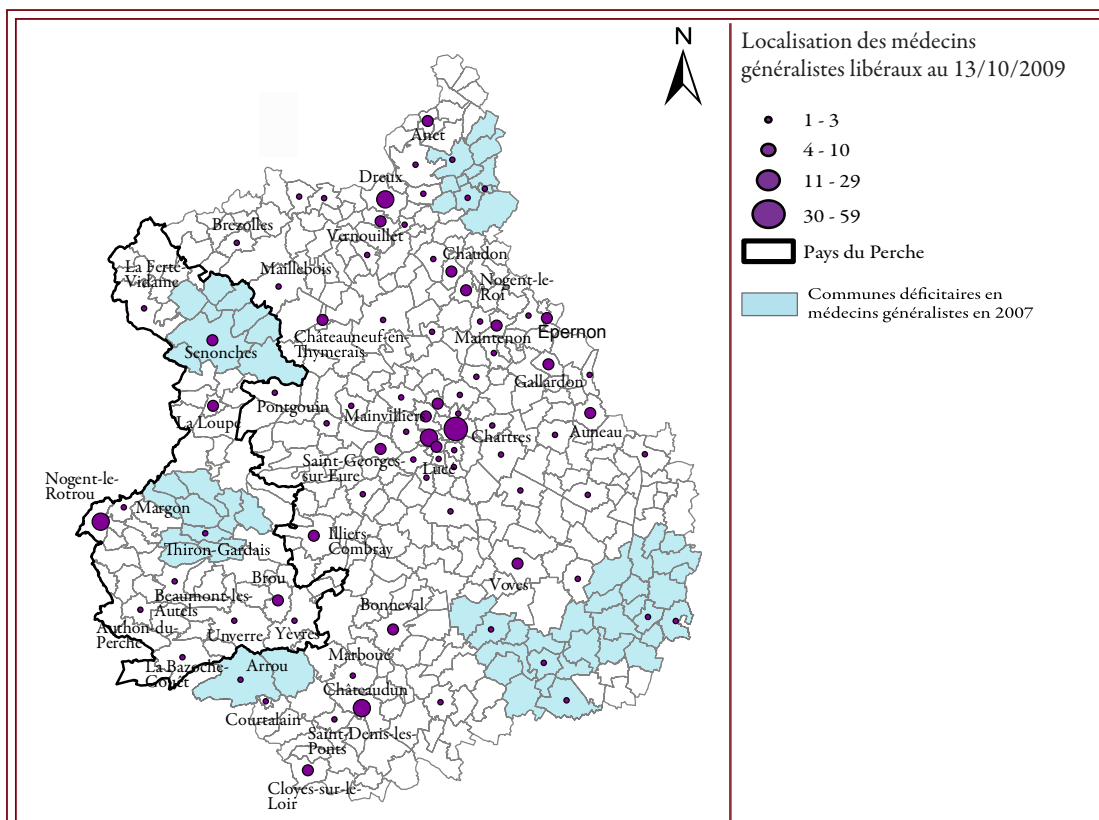 N
Localisation des médecins
généralistes libéraux au 13/10/2009
1 - 3
4 - 10
11 - 29
30 - 59
Pays du Perche
Communes déficitaires en
médecins généralistes en 2007
Anet
Dreux
Brezolles
Vernouillet
Chaudon
La Ferte-
Vidame
Maillebois
Nogent-le-
Roi
Epernon
Senonches
Châteauneuf-en-
Thymerais
Maintenon
Gallardon
Pontgouin
Mainvilliers
La Loupe
Chartres
Auneau
Saint-Georges-
sur-Eure
Lucé
Nogent-le-
Rotrou
Margon
Illiers-
Combray
Thiron-Gardais
Voves
Brou
Beaumont-les-
Autels
Bonneval
Authon-du-
Perche
Unverre
Yèvres
Marboué
La Bazoche-
Gouët
Arrou
Châteaudun
Courtalain
Saint-Denis-les-
Ponts
Cloyes-sur-le-
Loir